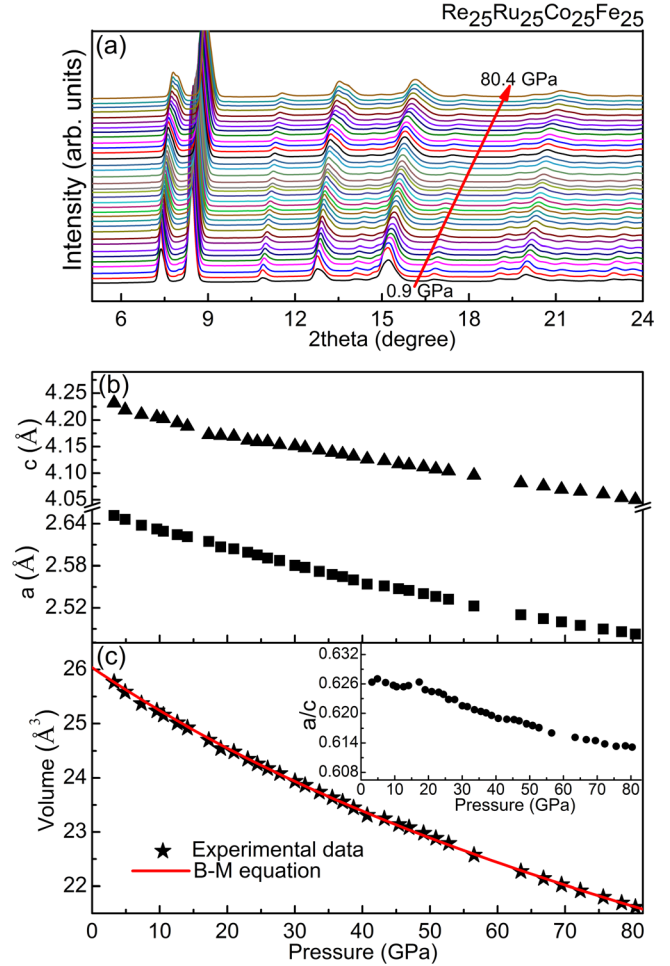 Re₂₅Ru₂₅Co₂₅Fe₂₅
(a)
80.4 GPa
0.9 GPa
Intensity (arb. units)
6 9 12 15 18 21 24
2theta (degree)
(b)
4.25
4.20
4.15
4.10
4.05
c (Å)
2.64
2.58
2.52
a (Å)
(c)
26
25
24
23
22
Volume (Å³)
0.632
0.626
0.620
0.614
0.608
a/c
0 10 20 30 40 50 60 70 80
Pressure (GPa)
Experimental data
B-M equation
0 10 20 30 40 50 60 70 80
Pressure (GPa)